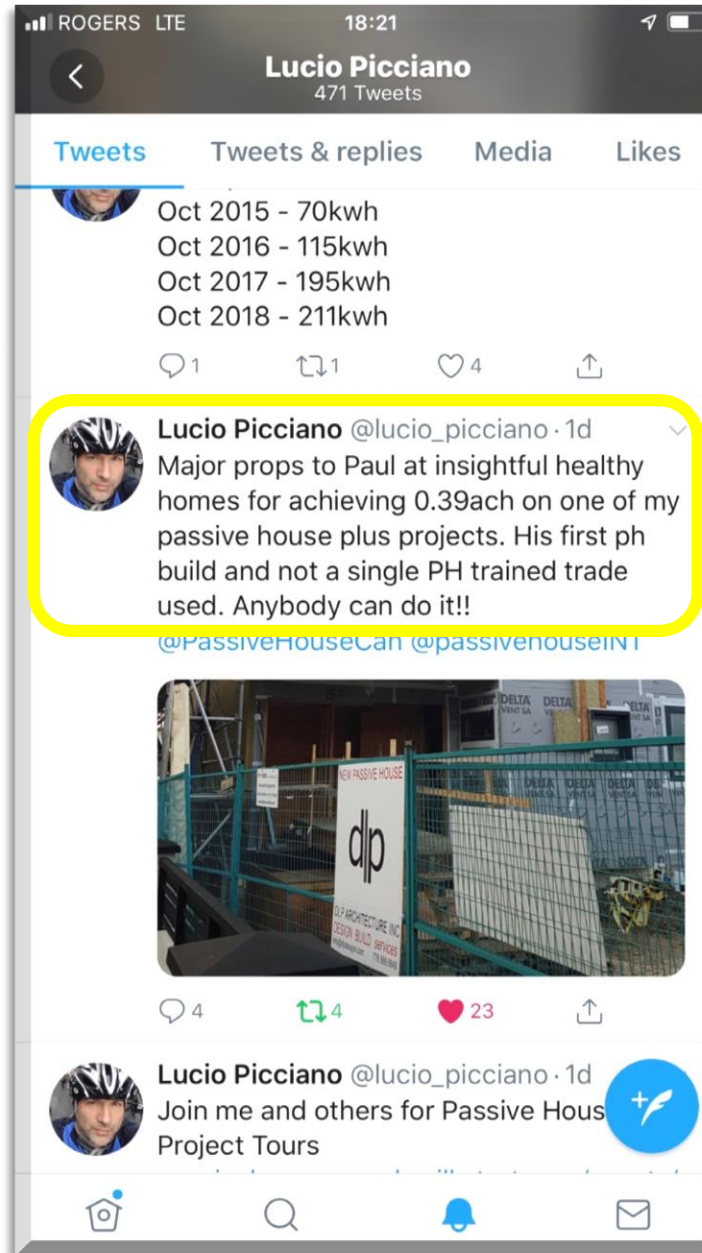 ROGERS LTE 18:21
Lucio Picciano
471 Tweets
Tweets Tweets & replies Media Likes
Oct 2015 - 70kwh
Oct 2016 - 115kwh
Oct 2017 - 195kwh
Oct 2018 - 211kwh
1 1 4
Lucio Picciano @lucio_picciano · 1d
Major props to Paul at insightful healthy
homes for achieving 0.39ach on one of my
passive house plus projects. His first ph
build and not a single PH trained trade
used. Anybody can do it!!
@PassiveHouseCan @passivehouseINT
DELTA DELTA DELTA
VENT SA
NEW PASSIVE HOUSE
dlp
DLP ARCHITECTURE INC
DESIGN BUILD services
4 4 23
Lucio Picciano @lucio_picciano · 1d
Join me and others for Passive Hous
Project Tours